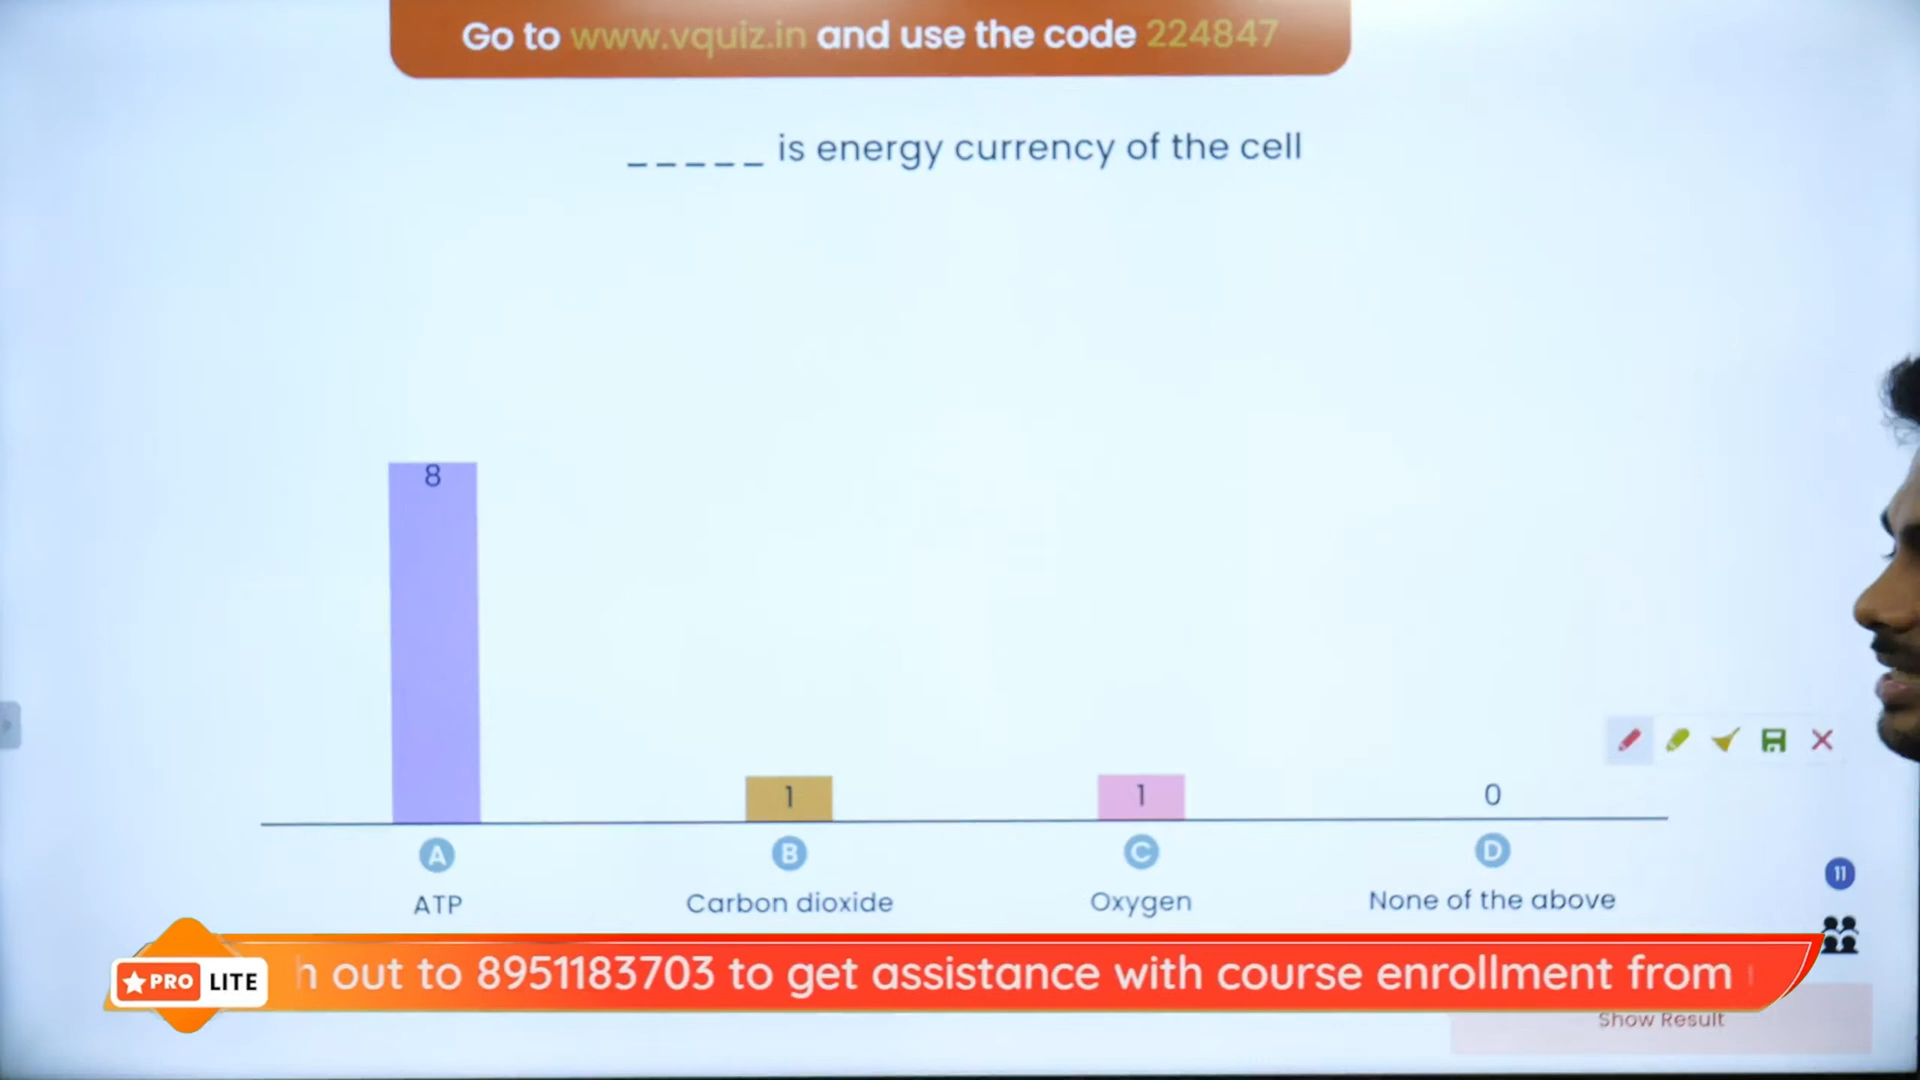 Go to www.vquiz.in and use the code 224847
_ _ _ _ _ is energy currency of the cell
8
1
1
0
A
B
C
D
ATP
Carbon dioxide
Oxygen
None of the above
11
PRO LITE
h out to 8951183703 to get assistance with course enrollment from
Show Result